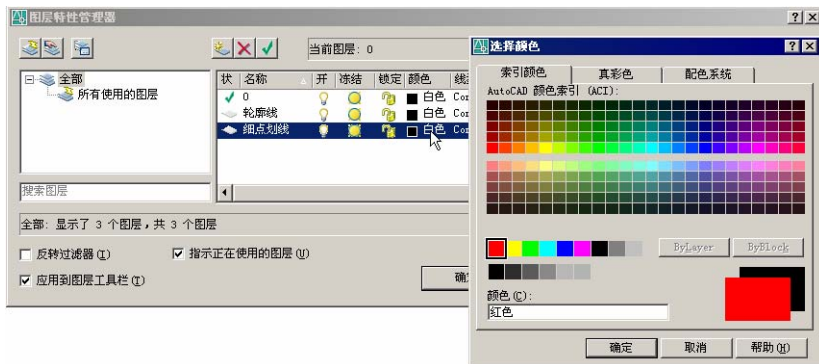 图层特性管理器
当前图层: 0
全部
所有使用的图层
状 名称 开 冻结 锁定 颜色
0 白色 Con
轮廓线 白色 Con
细点划线 白色 Con
搜索图层
全部: 显示了 3 个图层,共 3 个图层
反转过滤器(I)
指示正在使用的图层(U)
应用到图层工具栏(T)
选择颜色
索引颜色 真彩色 配色系统
AutoCAD 颜色索引 (ACI):
ByLayer ByBlock
颜色(C):
红色
确定 取消 帮助(H)